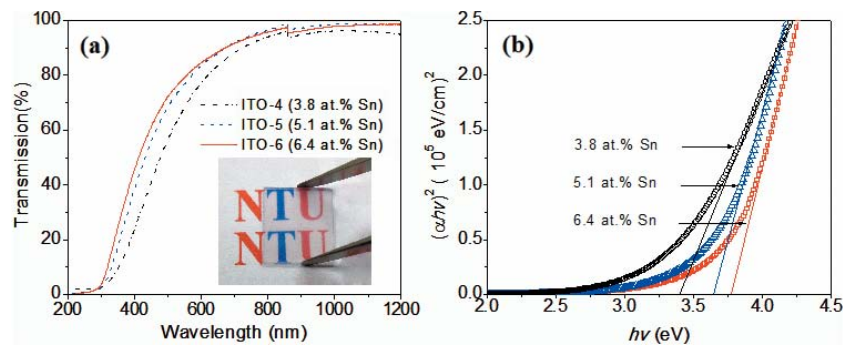 (a)
100
80
60
40
20
0
Transmission(%)
ITO-4 (3.8 at.% Sn)
ITO-5 (5.1 at.% Sn)
ITO-6 (6.4 at.% Sn)
NTU
NTU
200 400 600 800 1000 1200
Wavelength (nm)
(b)
2.5
2.0
1.5
1.0
0.5
0.0
(αhν)² ( 10⁵ eV/cm)²
3.8 at.% Sn
5.1 at.% Sn
6.4 at.% Sn
2.0 2.5 3.0 3.5 4.0 4.5
hν (eV)